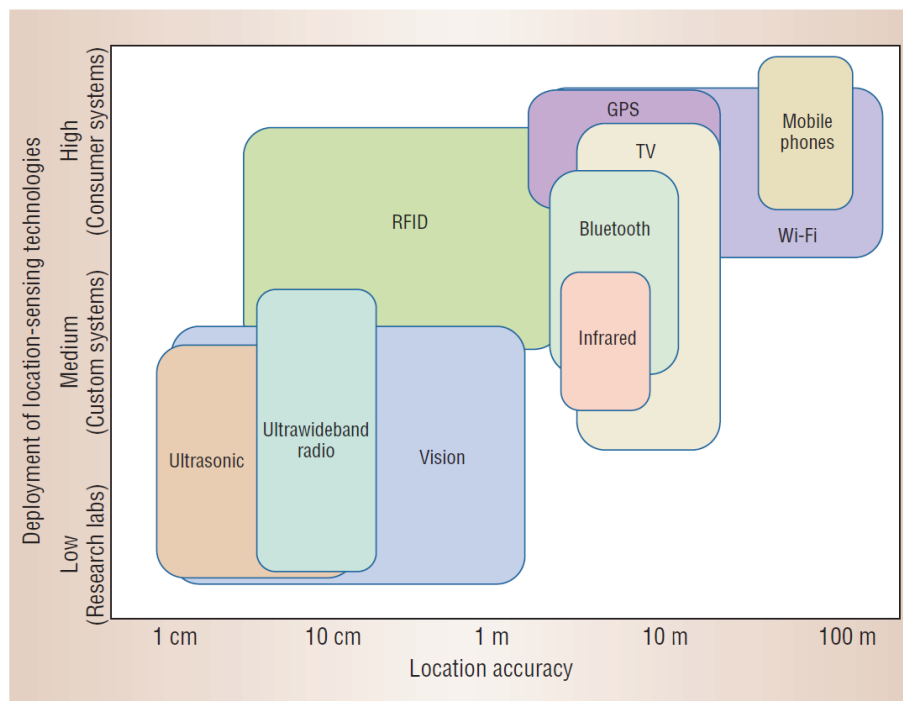 Deployment of location-sensing technologies
High
(Consumer systems)
Medium
(Custom systems)
Low
(Research labs)
GPS
TV
Mobile
phones
RFID
Bluetooth
Wi-Fi
Infrared
Ultrasonic
Ultrawideband
radio
Vision
1 cm
10 cm
1 m
10 m
100 m
Location accuracy